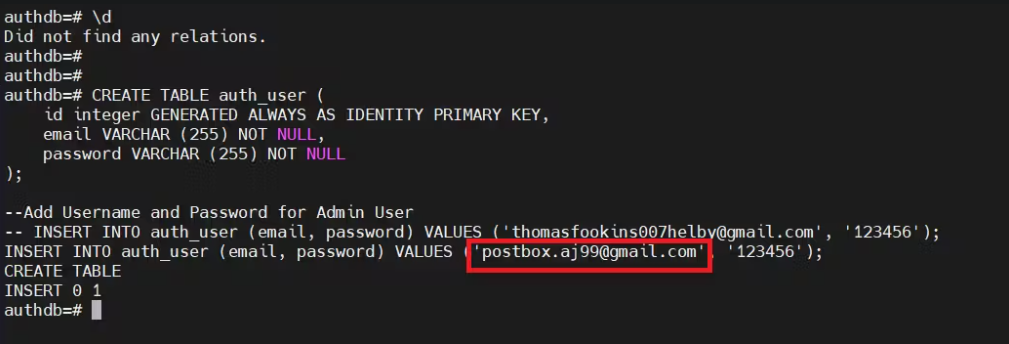 authdb=# \d
Did not find any relations.
authdb=#
authdb=#
authdb=# CREATE TABLE auth_user (
    id integer GENERATED ALWAYS AS IDENTITY PRIMARY KEY,
    email VARCHAR (255) NOT NULL,
    password VARCHAR (255) NOT NULL
);

--Add Username and Password for Admin User
-- INSERT INTO auth_user (email, password) VALUES ('thomasfookins007helby@gmail.com', '123456');
INSERT INTO auth_user (email, password) VALUES ('postbox.aj99@gmail.com', '123456');
CREATE TABLE
INSERT 0 1
authdb=#